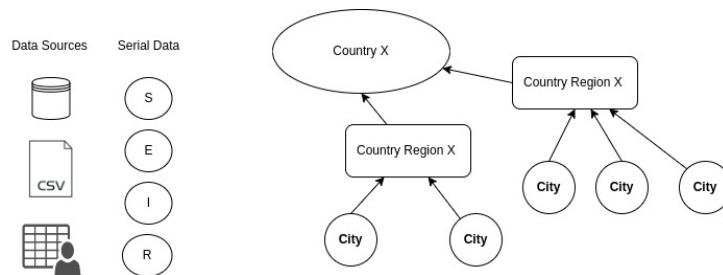 Data Sources
Serial Data
S
E
I
R
CSV
Country X
Country Region X
Country Region X
City
City
City
City
City